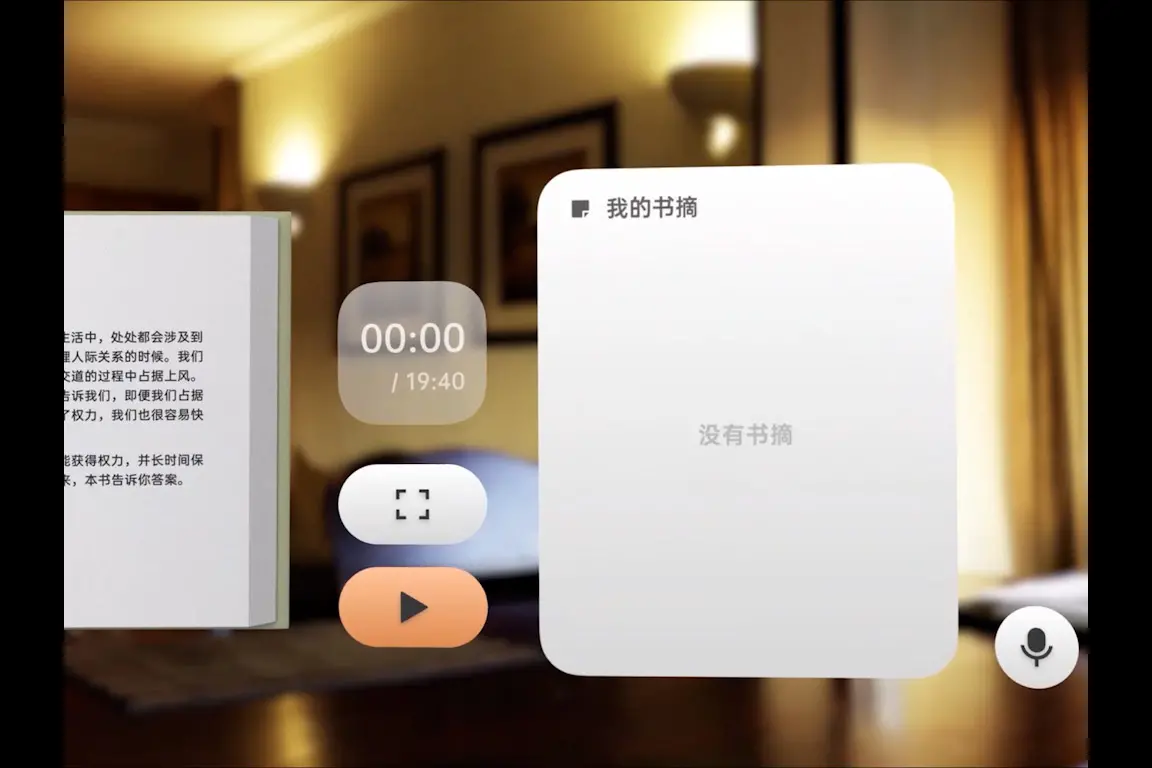 生活中，处处都会涉及到
理人际关系的时候。我们
交道的过程中占据上风。
告诉我们，即便我们占据
了权力，我们也很容易快
能获得权力，并长时间保
来，本书告诉你答案。
00:00
/ 19:40
我的书摘
没有书摘